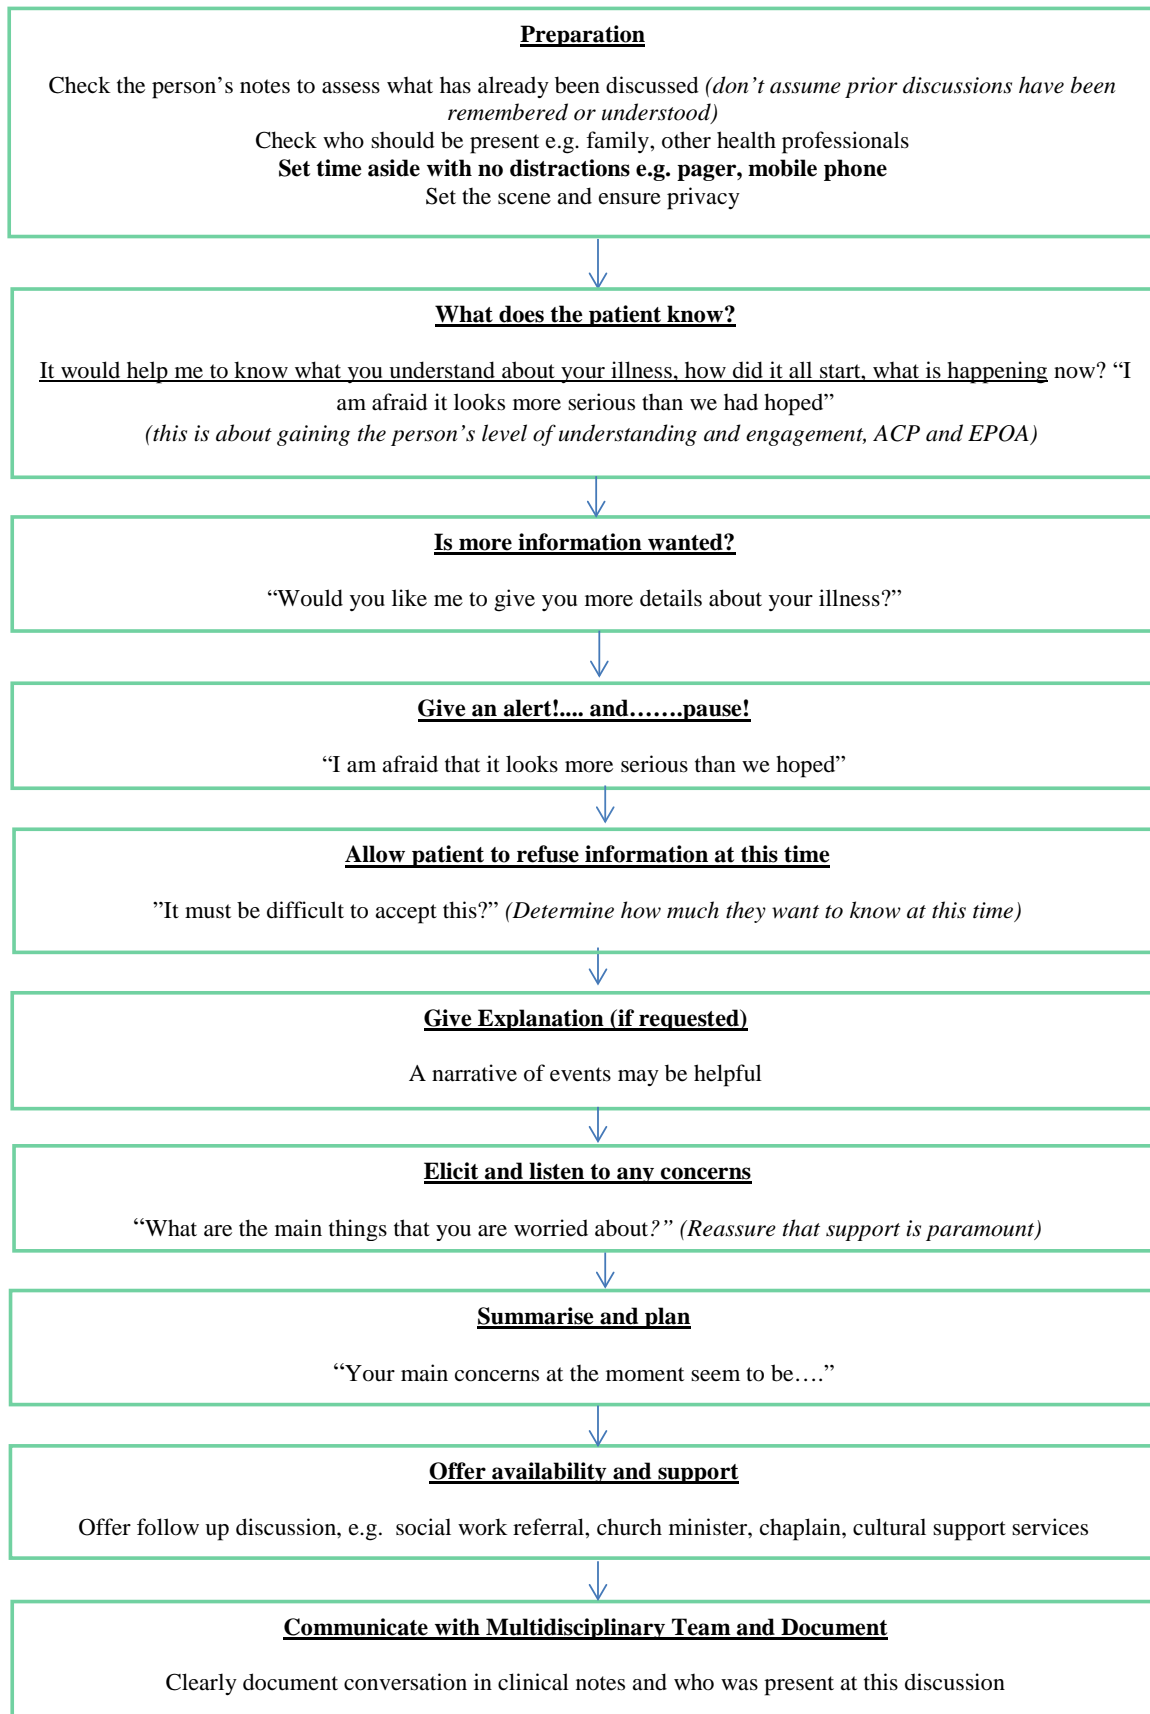 Preparation
Check the person’s notes to assess what has already been discussed (don’t assume prior discussions have been
remembered or understood)
Check who should be present e.g. family, other health professionals
Set time aside with no distractions e.g. pager, mobile phone
Set the scene and ensure privacy
What does the patient know?
It would help me to know what you understand about your illness, how did it all start, what is happening now? “I
am afraid it looks more serious than we had hoped”
(this is about gaining the person’s level of understanding and engagement, ACP and EPOA)
Is more information wanted?
“Would you like me to give you more details about your illness?”
Give an alert!.... and…….pause!
“I am afraid that it looks more serious than we hoped”
Allow patient to refuse information at this time
”It must be difficult to accept this?” (Determine how much they want to know at this time)
Give Explanation (if requested)
A narrative of events may be helpful
Elicit and listen to any concerns
“What are the main things that you are worried about?” (Reassure that support is paramount)
Summarise and plan
“Your main concerns at the moment seem to be….”
Offer availability and support
Offer follow up discussion, e.g.  social work referral, church minister, chaplain, cultural support services
Communicate with Multidisciplinary Team and Document
Clearly document conversation in clinical notes and who was present at this discussion